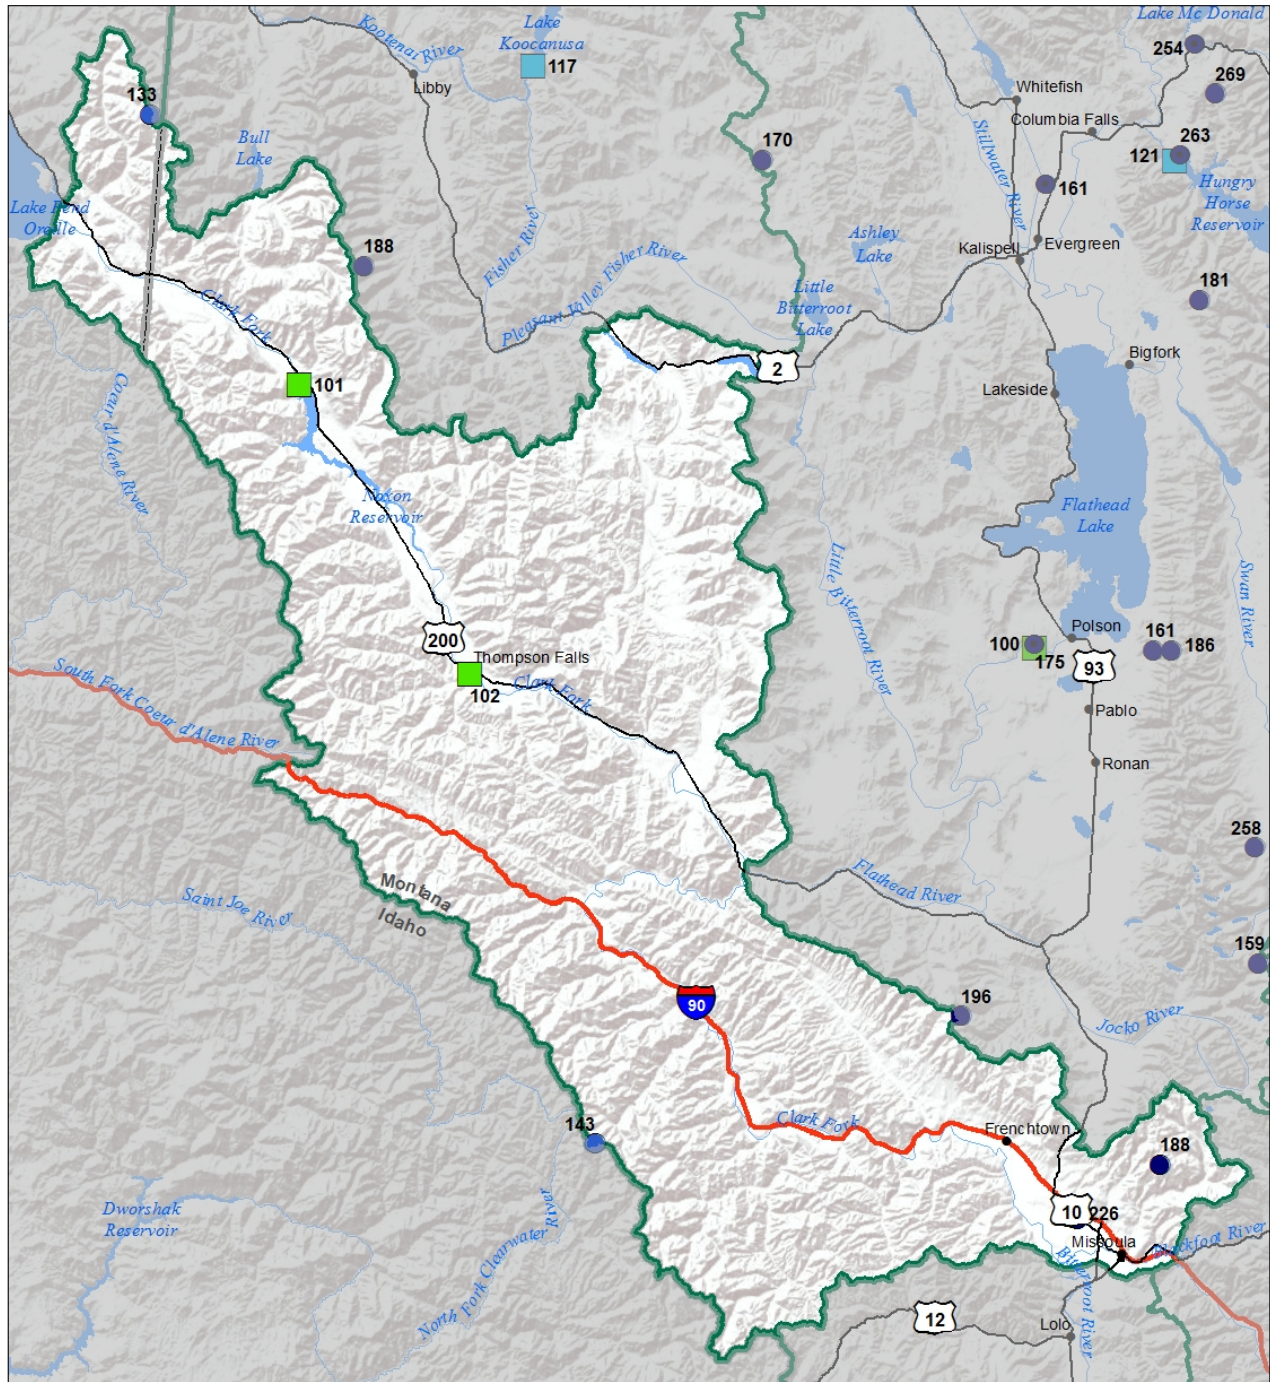 Lake Mc Donald
254
Lake
Koocanusa
Kootenai River
117
269
Libby
Whitefish
133
Columbia Falls
Bull
Lake
Stillwater River
170
263
121
161
Hungry
Horse
Reservoir
Lake Pend
Oreille
188
Fisher River
Ashley
Lake
Evergreen
Kalispell
Pleasant Valley Fisher River
181
Little
Bitterroot
Lake
Clark Fork
Bigfork
2
101
Lakeside
Coeur d'Alene River
Noxon
Reservoir
Flathead
Lake
Little Bitterroot River
Swan River
200
Polson
100
175
161
186
Thompson Falls
93
102
Clark Fork
South Fork Coeur d'Alene River
Pablo
Ronan
258
Flathead River
Montana
Idaho
Saint Joe River
159
90
196
Jocko River
143
Clark Fork
Frenchtown
188
Dworshak
Reservoir
North Fork Clearwater
River
10
226
Missoula
Blackfoot River
Bitterroot River
12
Lolo